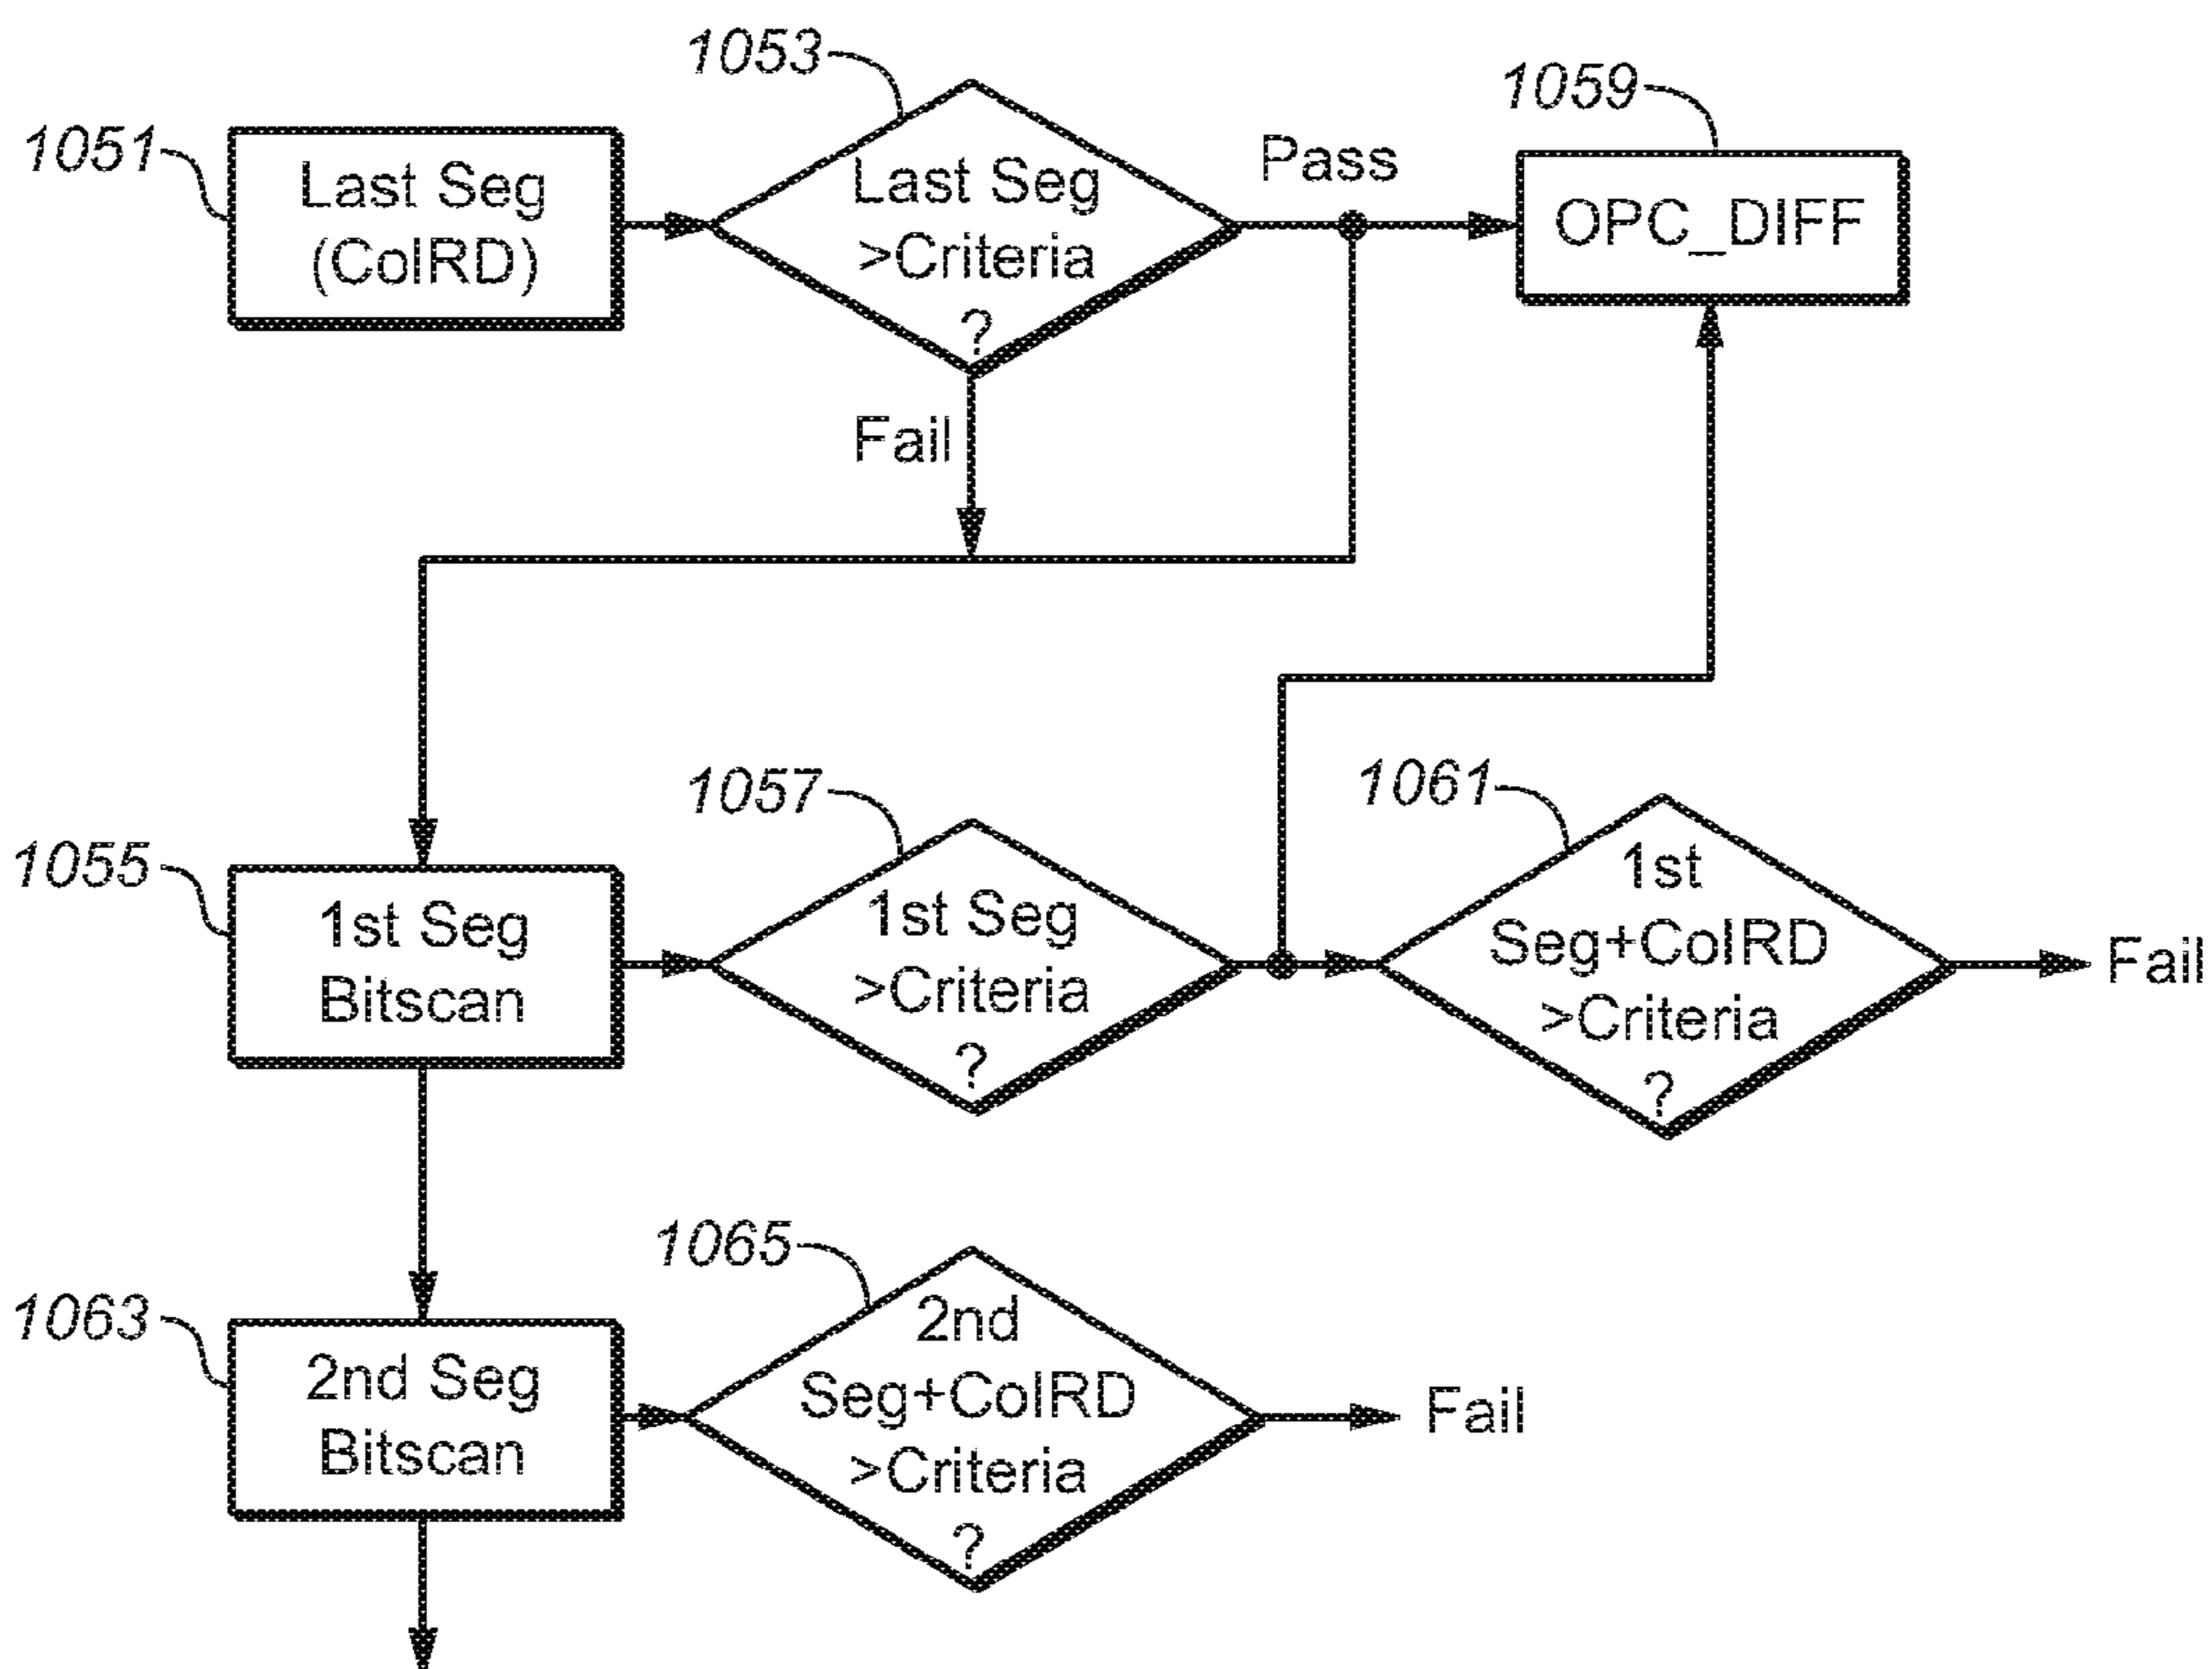 1053
1059
1051
Last Seg
(ColRD)
Last Seg
>Criteria
?
Pass
OPC_DIFF
Fail
1057
1061
1055
1st Seg
Bitscan
1st Seg
>Criteria
?
1st
Seg+ColRD
>Criteria
?
Fail
1065
1063
2nd Seg
Bitscan
2nd
Seg+ColRD
>Criteria
?
Fail